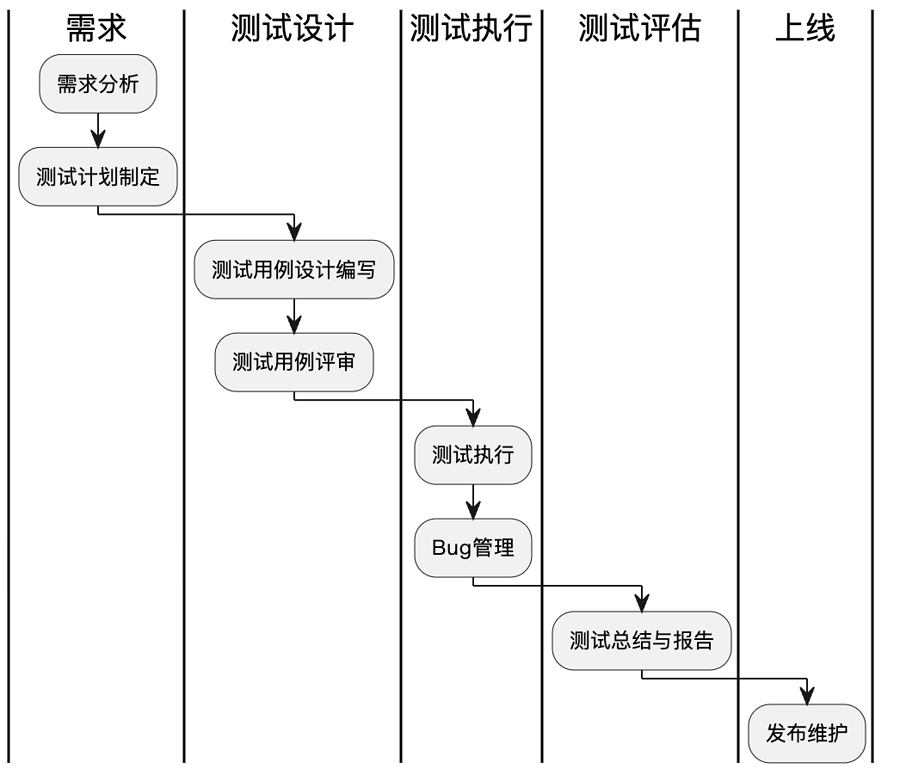 需求
测试设计
测试执行
测试评估
上线
需求分析
测试计划制定
测试用例设计编写
测试用例评审
测试执行
Bug管理
测试总结与报告
发布维护